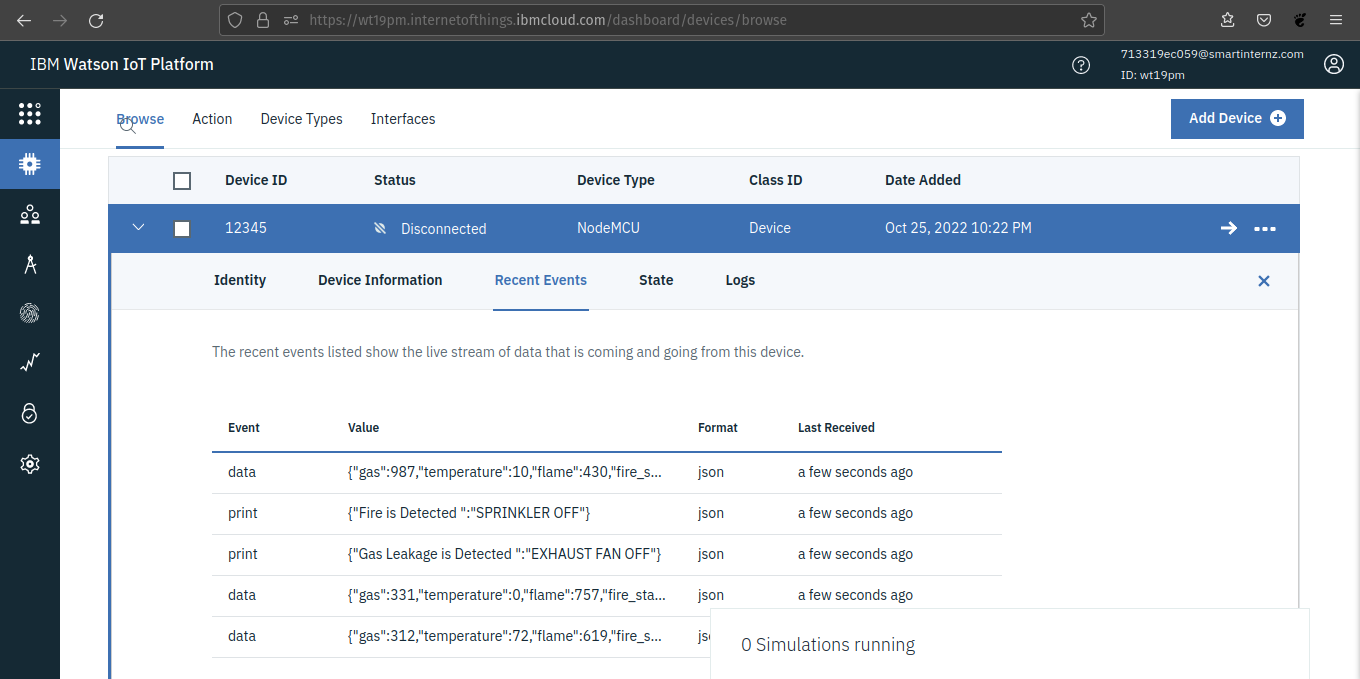 https://wt19pm.internetofthings.ibmcloud.com/dashboard/devices/browse
IBM Watson IoT Platform
713319ec059@smartinternz.com
ID: wt19pm
Browse Action Device Types Interfaces
Add Device
Device ID Status Device Type Class ID Date Added
12345 Disconnected NodeMCU Device Oct 25, 2022 10:22 PM
Identity Device Information Recent Events State Logs
The recent events listed show the live stream of data that is coming and going from this device.
Event Value Format Last Received
data {"gas":987,"temperature":10,"flame":430,"fire_s... json a few seconds ago
print {"Fire is Detected ":"SPRINKLER OFF"} json a few seconds ago
print {"Gas Leakage is Detected ":"EXHAUST FAN OFF"} json a few seconds ago
data {"gas":331,"temperature":0,"flame":757,"fire_sta... json a few seconds ago
data {"gas":312,"temperature":72,"flame":619,"fire_s...
0 Simulations running